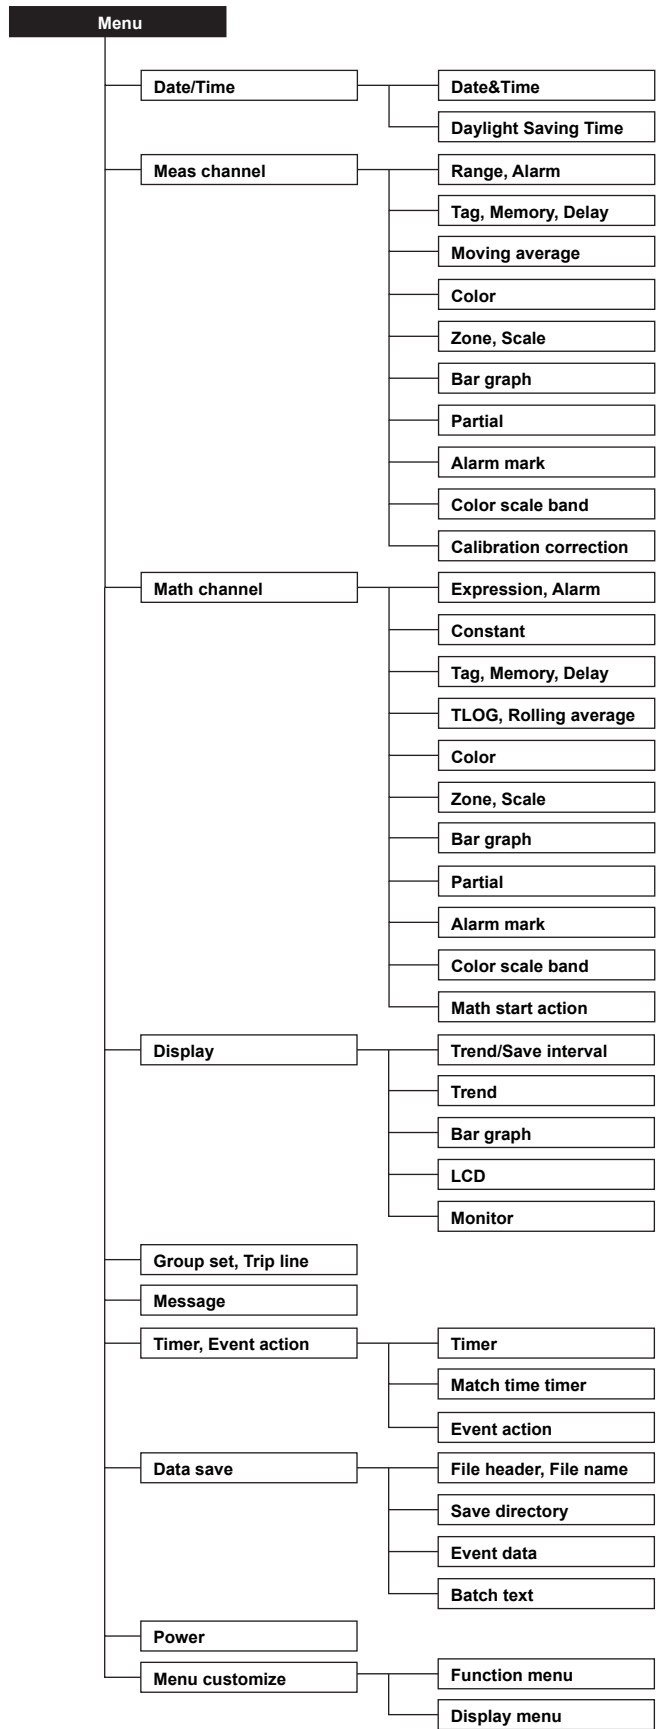 Menu
Date/Time
Date&Time
Daylight Saving Time
Meas channel
Range, Alarm
Tag, Memory, Delay
Moving average
Color
Zone, Scale
Bar graph
Partial
Alarm mark
Color scale band
Calibration correction
Math channel
Expression, Alarm
Constant
Tag, Memory, Delay
TLOG, Rolling average
Color
Zone, Scale
Bar graph
Partial
Alarm mark
Color scale band
Math start action
Display
Trend/Save interval
Trend
Bar graph
LCD
Monitor
Group set, Trip line
Message
Timer, Event action
Timer
Match time timer
Event action
Data save
File header, File name
Save directory
Event data
Batch text
Power
Menu customize
Function menu
Display menu